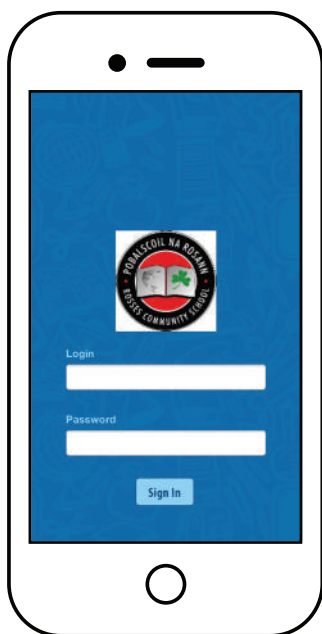 POBALSCOIL NA ROSANN
ROSSES COMMUNITY SCHOOL
Login
Password
Sign In